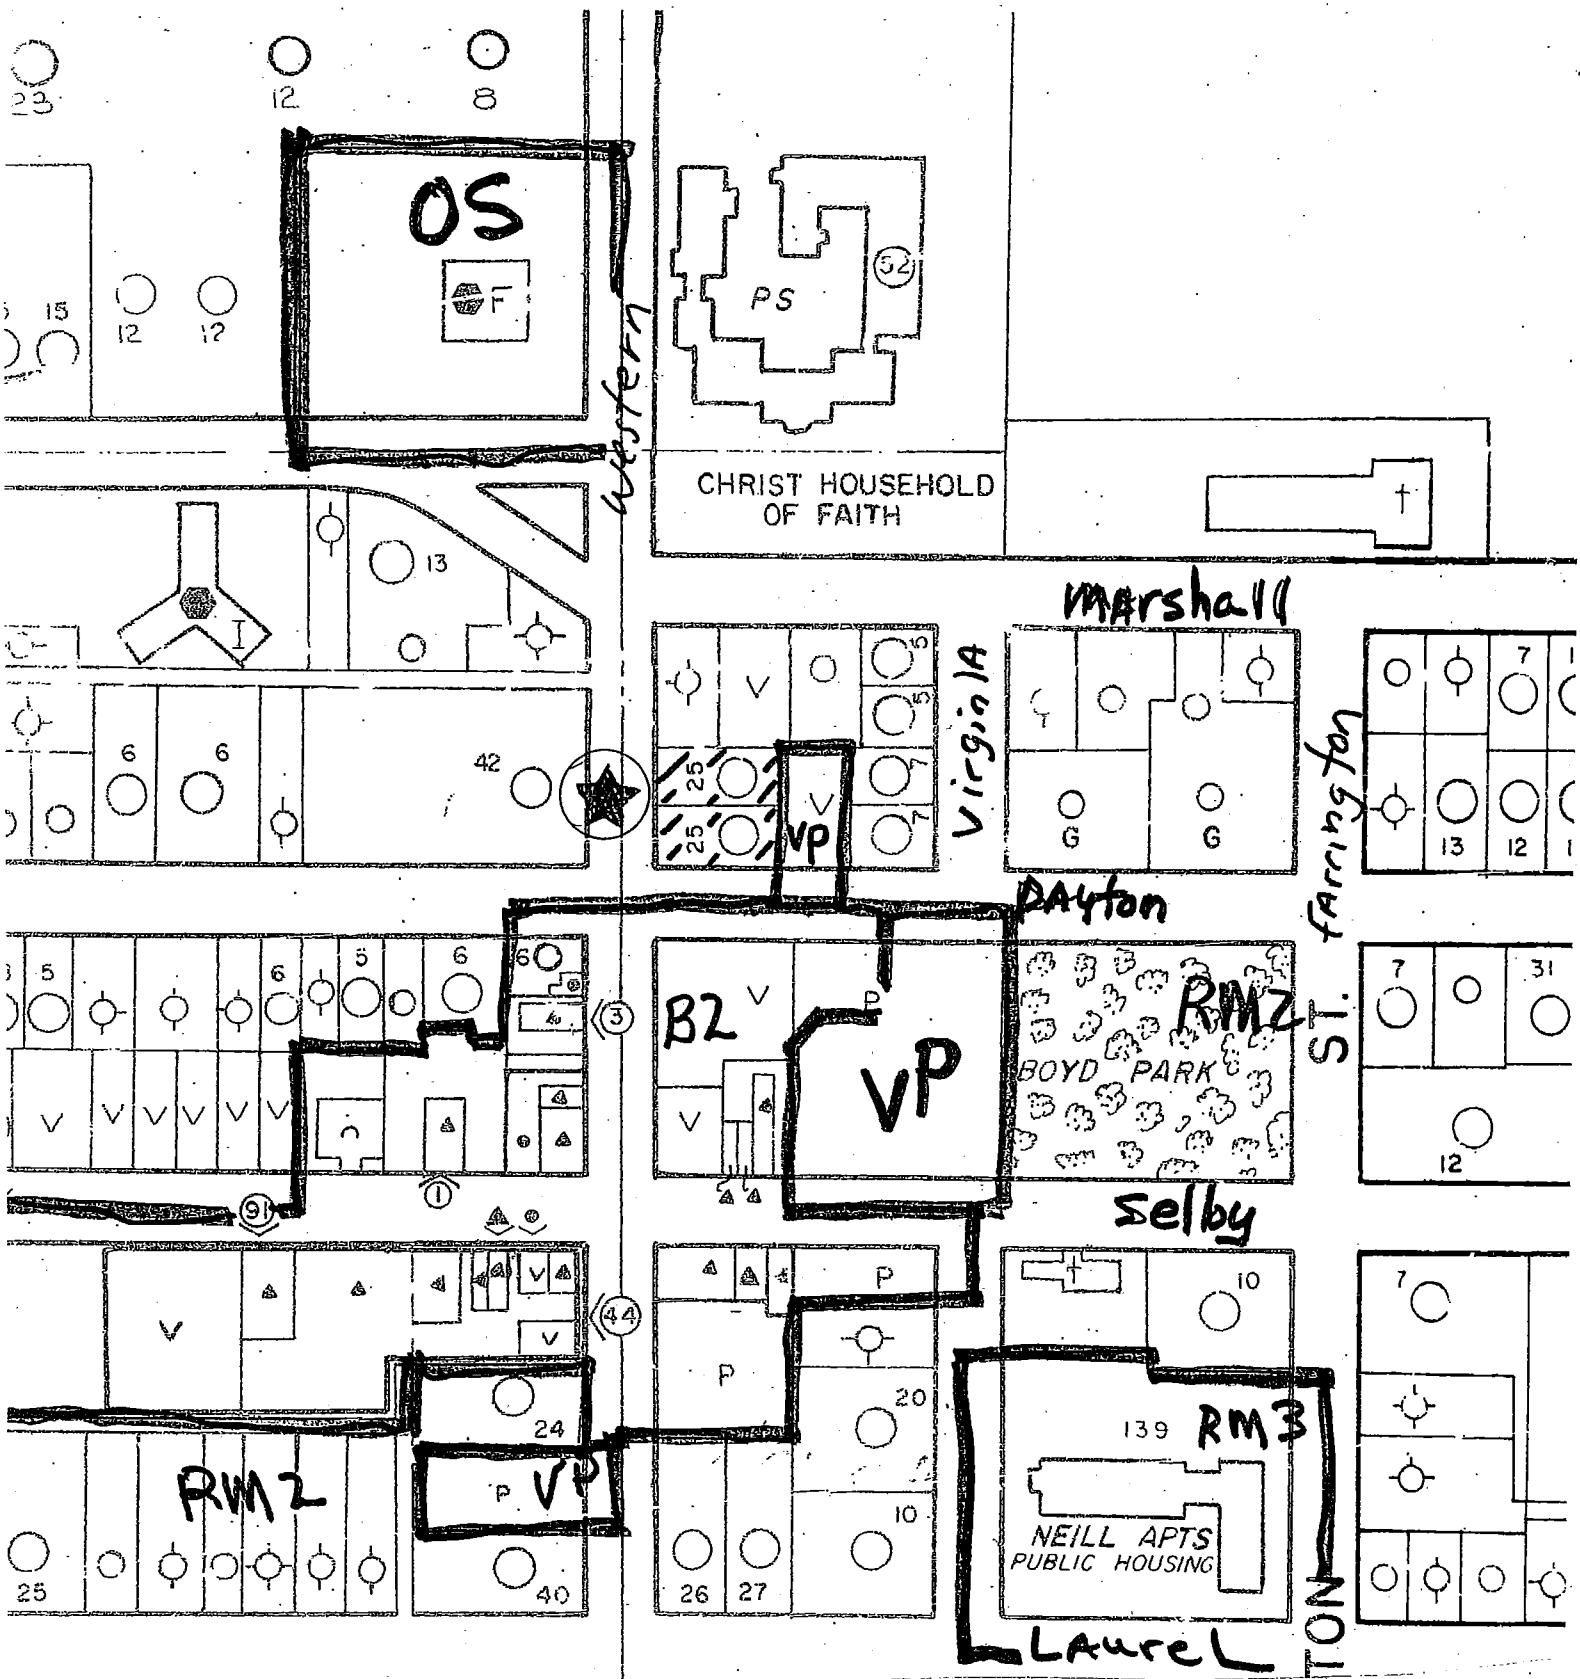 23 12 8
OS
F
15 12 12
PS
52
Western
CHRIST HOUSEHOLD
OF FAITH
†
13
I
Marshall
V 5
5
VirginIA
7
6 6
42
25 V 7
25 VP 7
G G
farrington
13 12
DAyton
5 6 5 6 6
7 31
B2 V P
RM2
3
ST.
VP
BOYD PARK
V V V V V V V
12
91 1
Selby
V
V
44
V
P
10
7
P
24
20
139 RM3
RM2
P VP
10
NEILL APTS
PUBLIC HOUSING
25
40
26 27
TON
LAureL